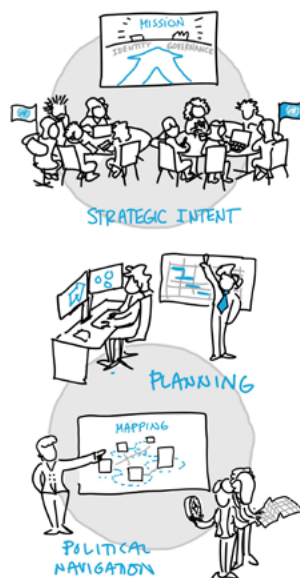 MISSION
IDENTITY GOVERNANCE
STRATEGIC INTENT
PLANNING
MAPPING
POLITICAL
NAVIGATION